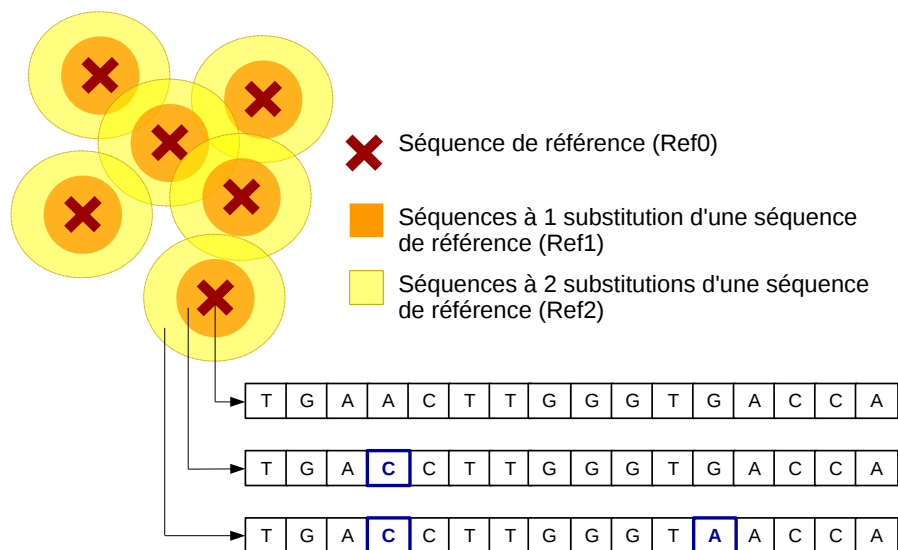 Séquence de référence (Ref0)
Séquences à 1 substitution d'une séquence
de référence (Ref1)
Séquences à 2 substitutions d'une séquence
de référence (Ref2)
T G A A C T T G G G T G A C C A
T G A C C T T G G G T G A C C A
T G A C C T T G G G T A A C C A